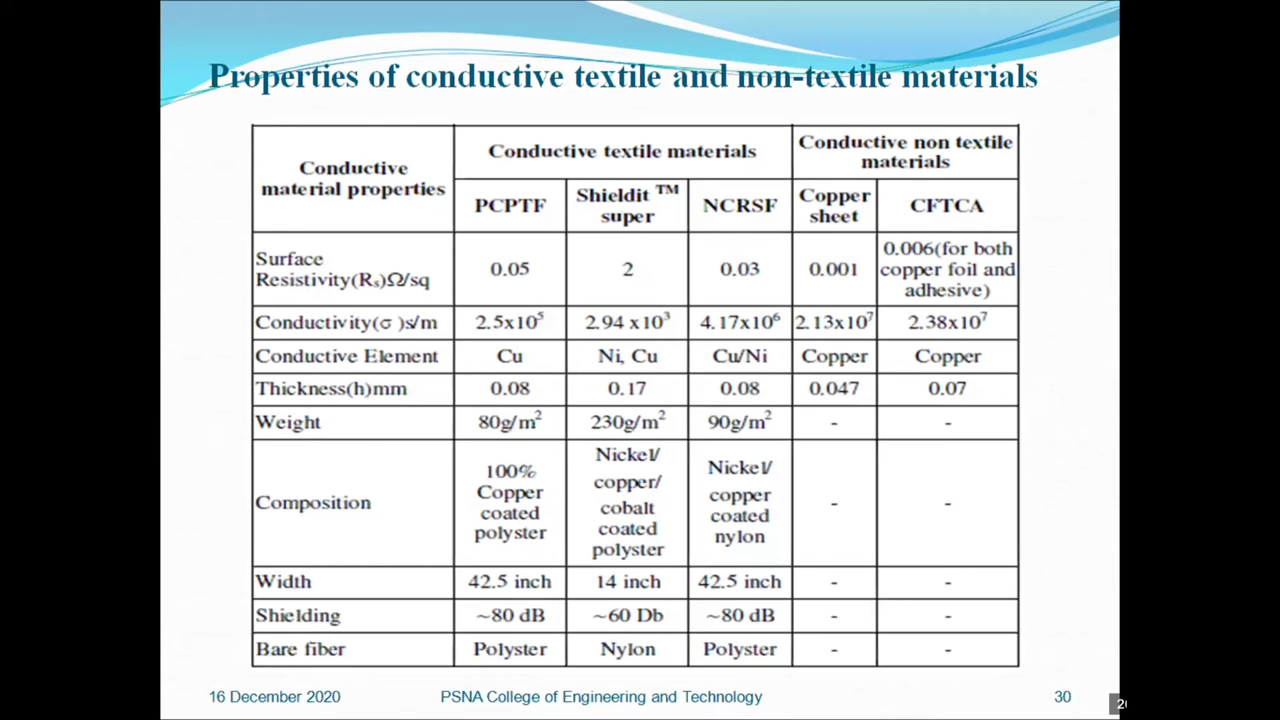 Properties of conductive textile and non-textile materials
Conductive material properties
Conductive textile materials
Conductive non textile materials
PCPTF
Shieldit ™ super
NCRSF
Copper sheet
CFTCA
Surface Resistivity(Rₛ)Ω/sq
0.05
2
0.03
0.001
0.006(for both copper foil and adhesive)
Conductivity(σ )s/m
2.5x10⁵
2.94 x10³
4.17x10⁶
2.13x10⁷
2.38x10⁷
Conductive Element
Cu
Ni, Cu
Cu/Ni
Copper
Copper
Thickness(h)mm
0.08
0.17
0.08
0.047
0.07
Weight
80g/m²
230g/m²
90g/m²
-
-
Composition
100% Copper coated polyster
Nickel/ copper/ cobalt coated polyster
Nickel/ copper coated nylon
-
-
Width
42.5 inch
14 inch
42.5 inch
-
-
Shielding
~80 dB
~60 Db
~80 dB
-
-
Bare fiber
Polyster
Nylon
Polyster
-
-
16 December 2020
PSNA College of Engineering and Technology
30